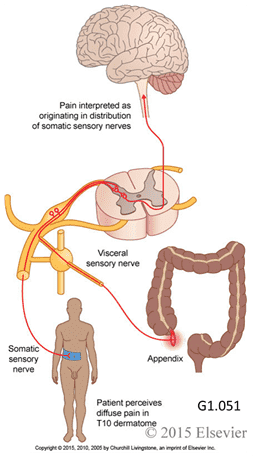 Pain interpreted as
originating in distribution
of somatic sensory nerves
Visceral
sensory nerve
Somatic
sensory
nerve
Appendix
Patient perceives
diffuse pain in
T10 dermatome
G1.051
© 2015 Elsevier
Copyright © 2015, 2010, 2005 by Churchill Livingstone, an imprint of Elsevier Inc.